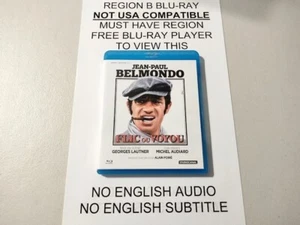 REGION B BLU-RAY
NOT USA COMPATIBLE
MUST HAVE REGION
FREE BLU-RAY PLAYER
TO VIEW THIS
JEAN-PAUL
BELMONDO
FLIC OU VOYOU
GEORGES LAUTNER MICHEL AUDIARD
NO ENGLISH AUDIO
NO ENGLISH SUBTITLE